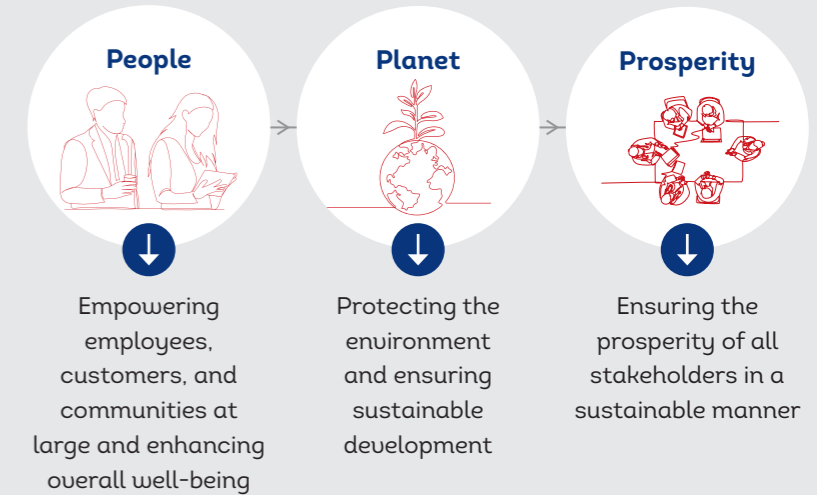 People
Empowering
employees,
customers, and
communities at
large and enhancing
overall well-being
Planet
Protecting the
environment
and ensuring
sustainable
development
Prosperity
Ensuring the
prosperity of all
stakeholders in a
sustainable manner